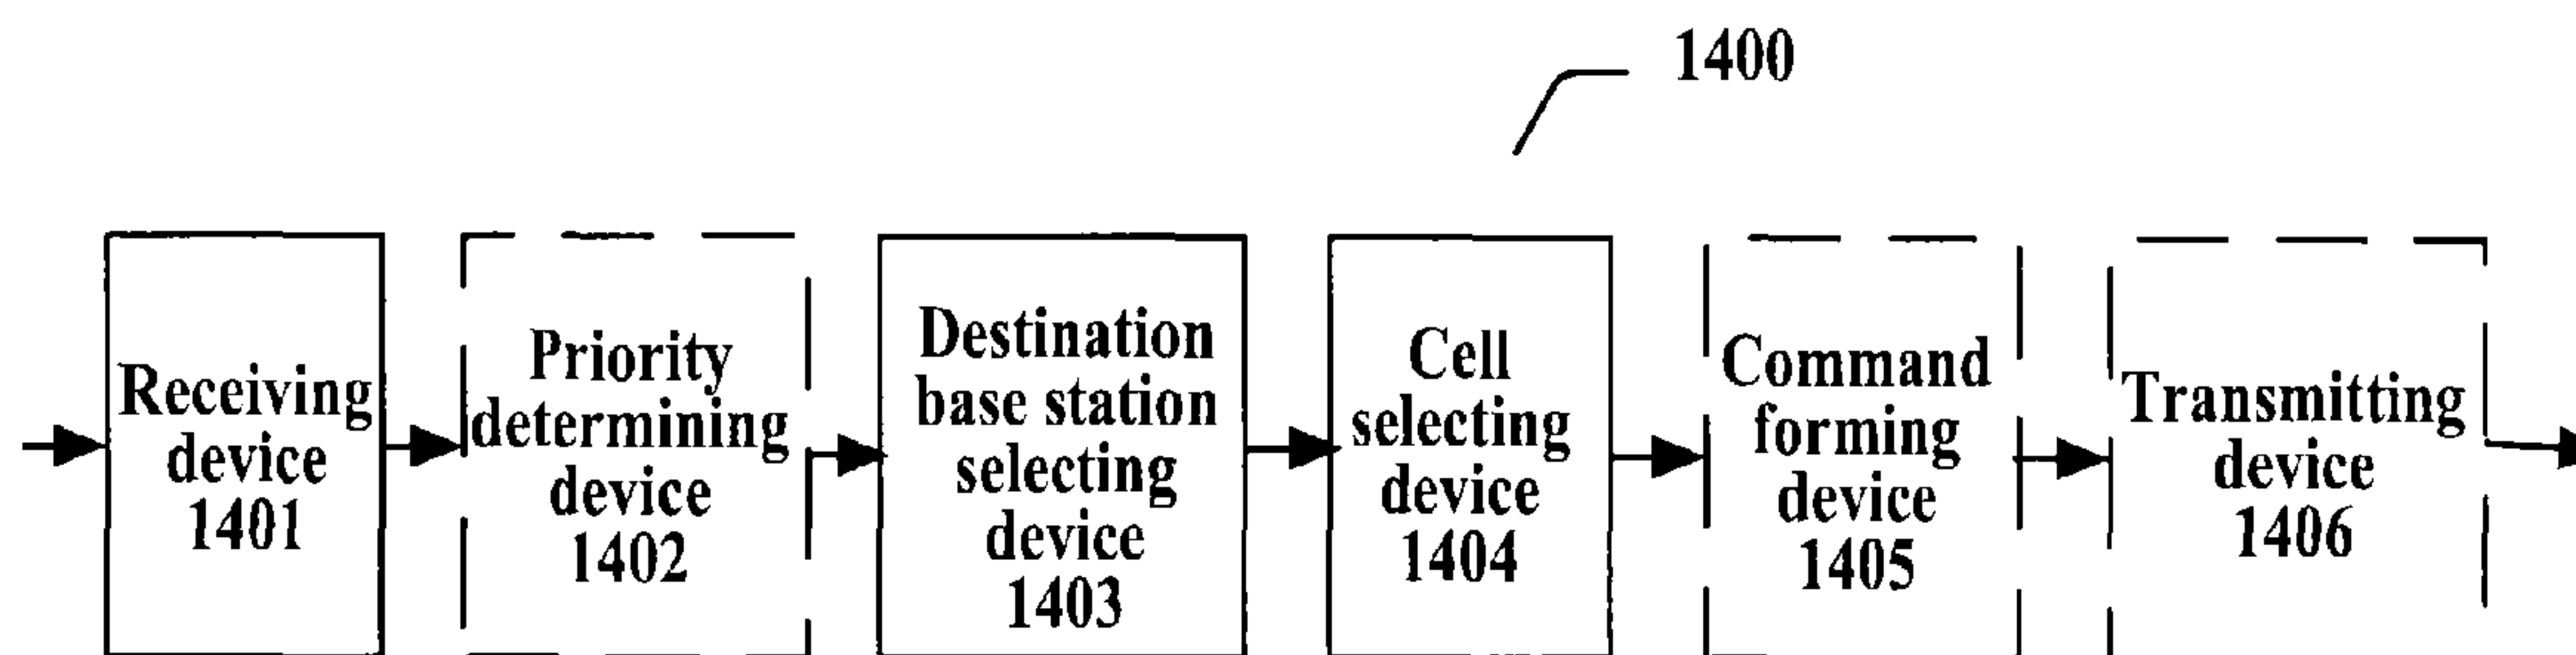 1400
Receiving
device
1401
Priority
determining
device
1402
Destination
base station
selecting
device
1403
Cell
selecting
device
1404
Command
forming
device
1405
Transmitting
device
1406